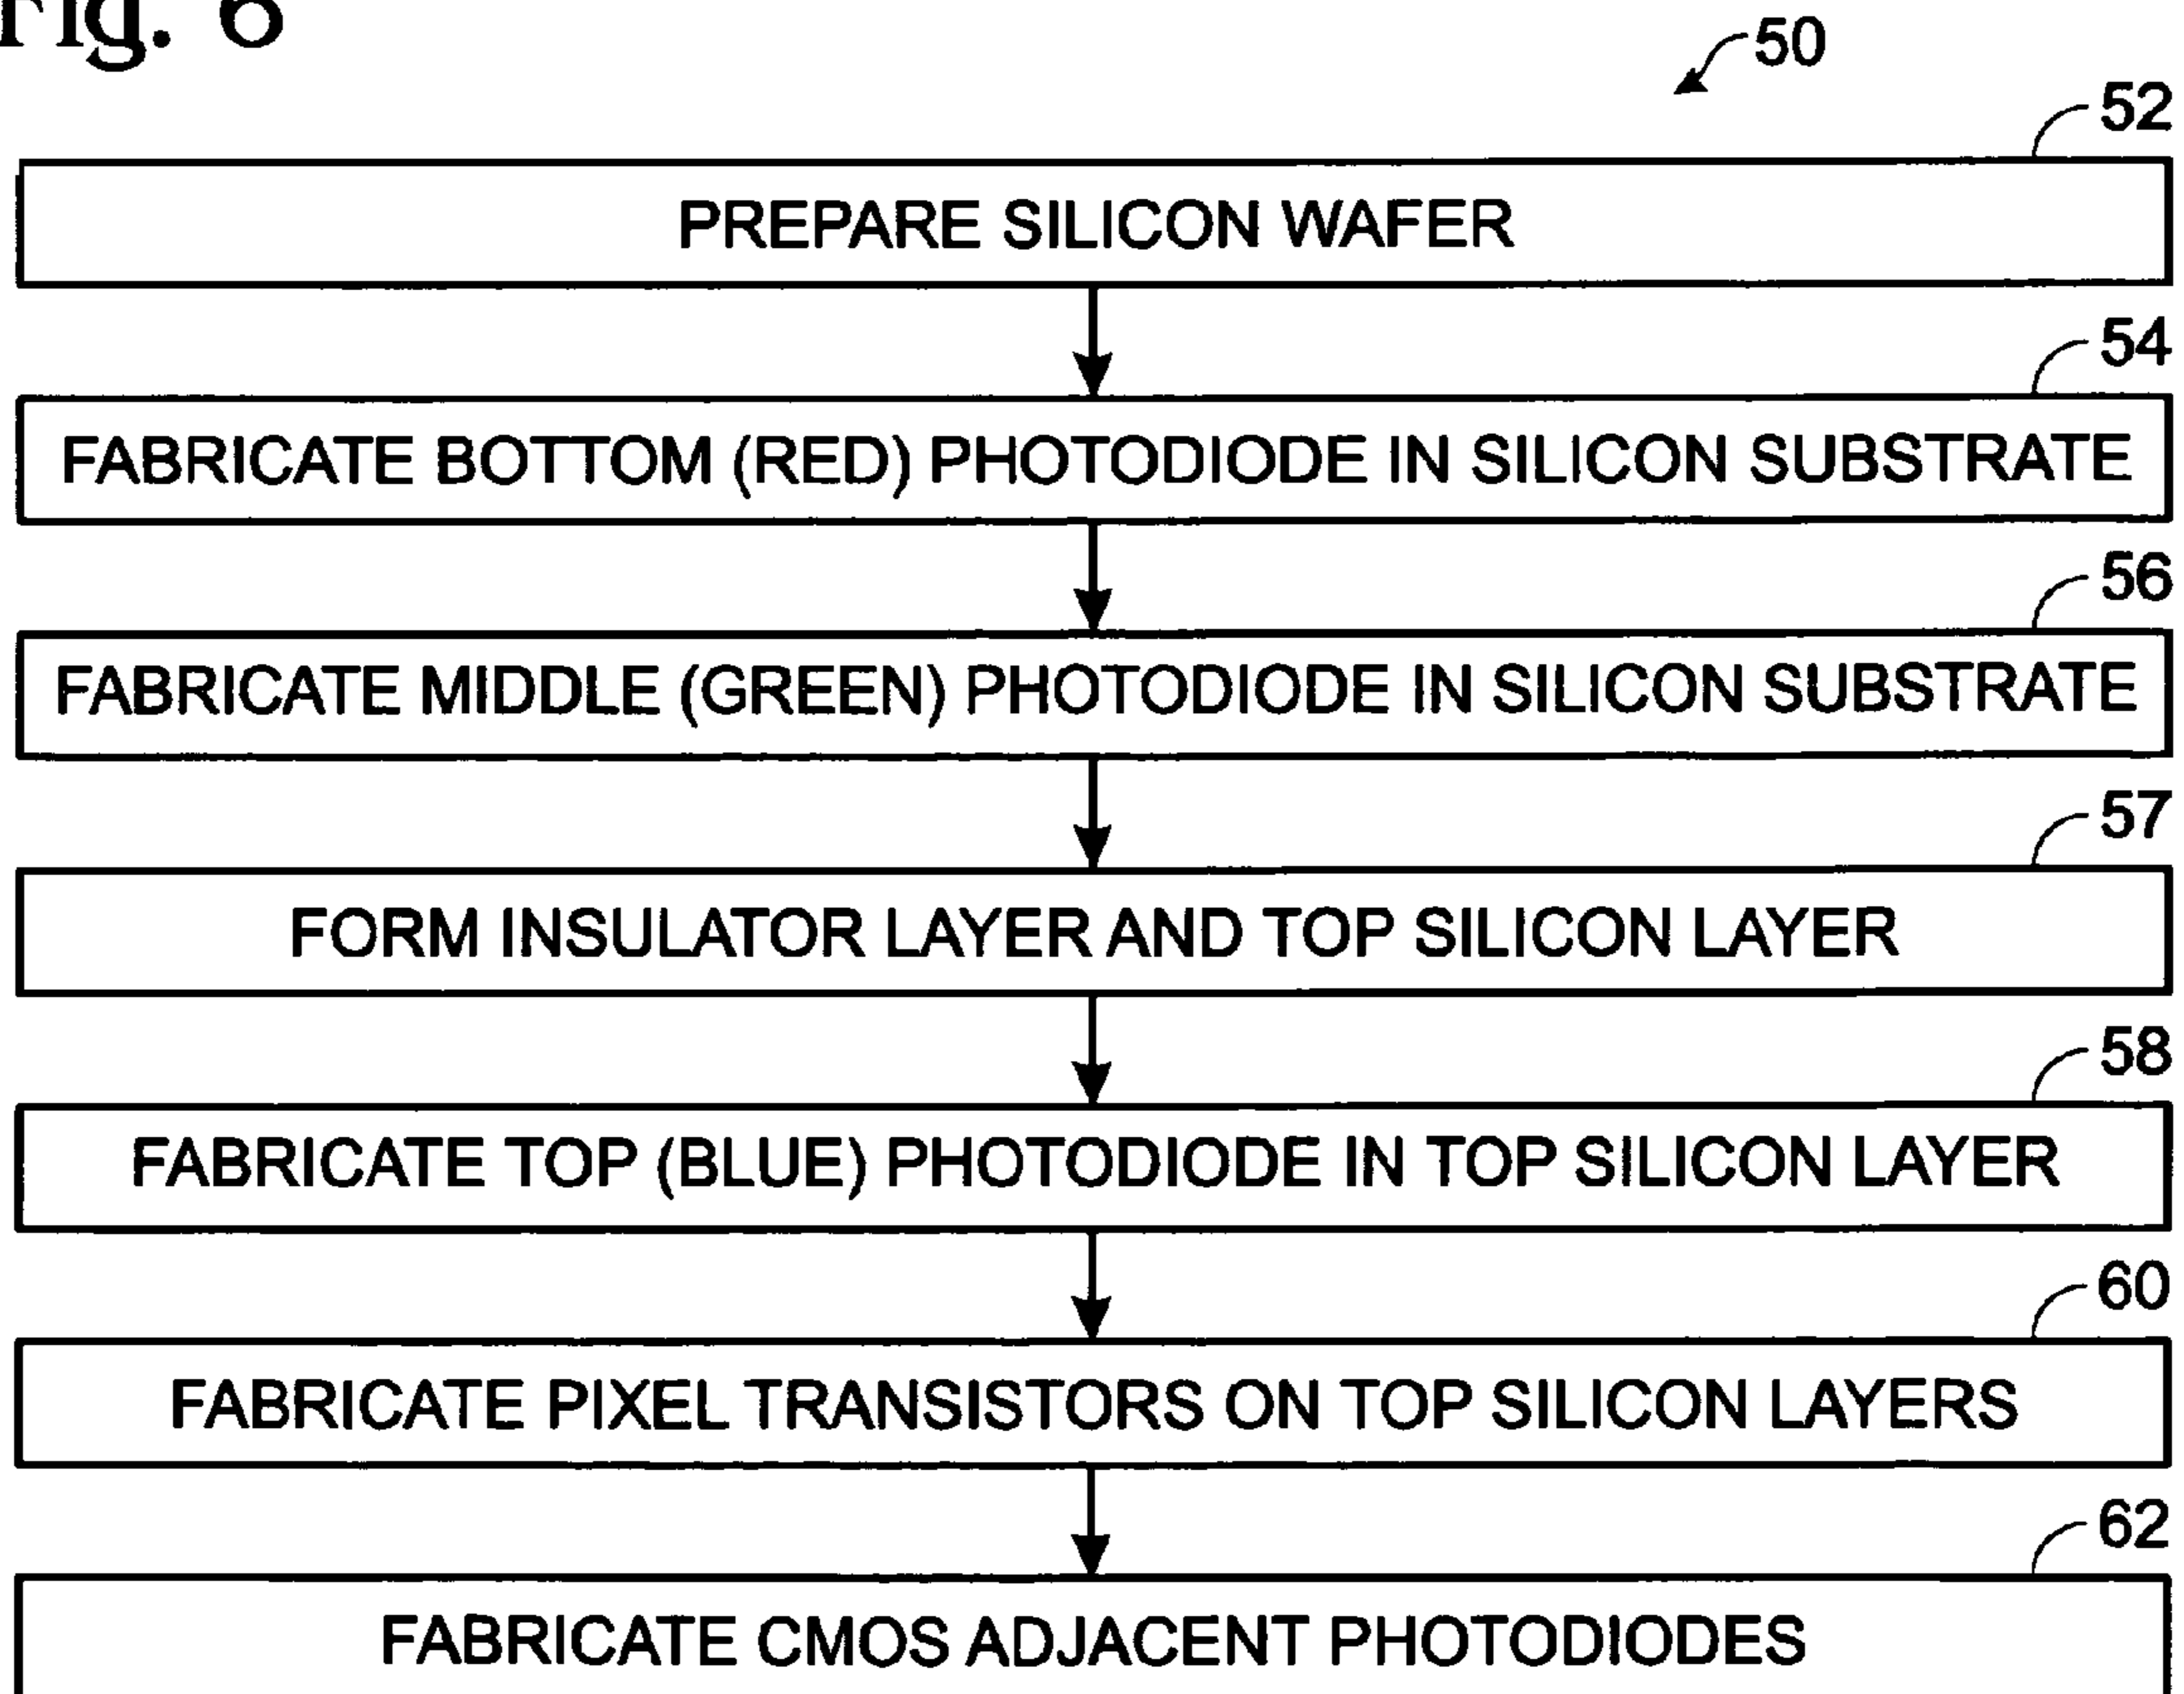 Fig. 6
50
52
PREPARE SILICON WAFER
54
FABRICATE BOTTOM (RED) PHOTODIODE IN SILICON SUBSTRATE
56
FABRICATE MIDDLE (GREEN) PHOTODIODE IN SILICON SUBSTRATE
57
FORM INSULATOR LAYER AND TOP SILICON LAYER
58
FABRICATE TOP (BLUE) PHOTODIODE IN TOP SILICON LAYER
60
FABRICATE PIXEL TRANSISTORS ON TOP SILICON LAYERS
62
FABRICATE CMOS ADJACENT PHOTODIODES